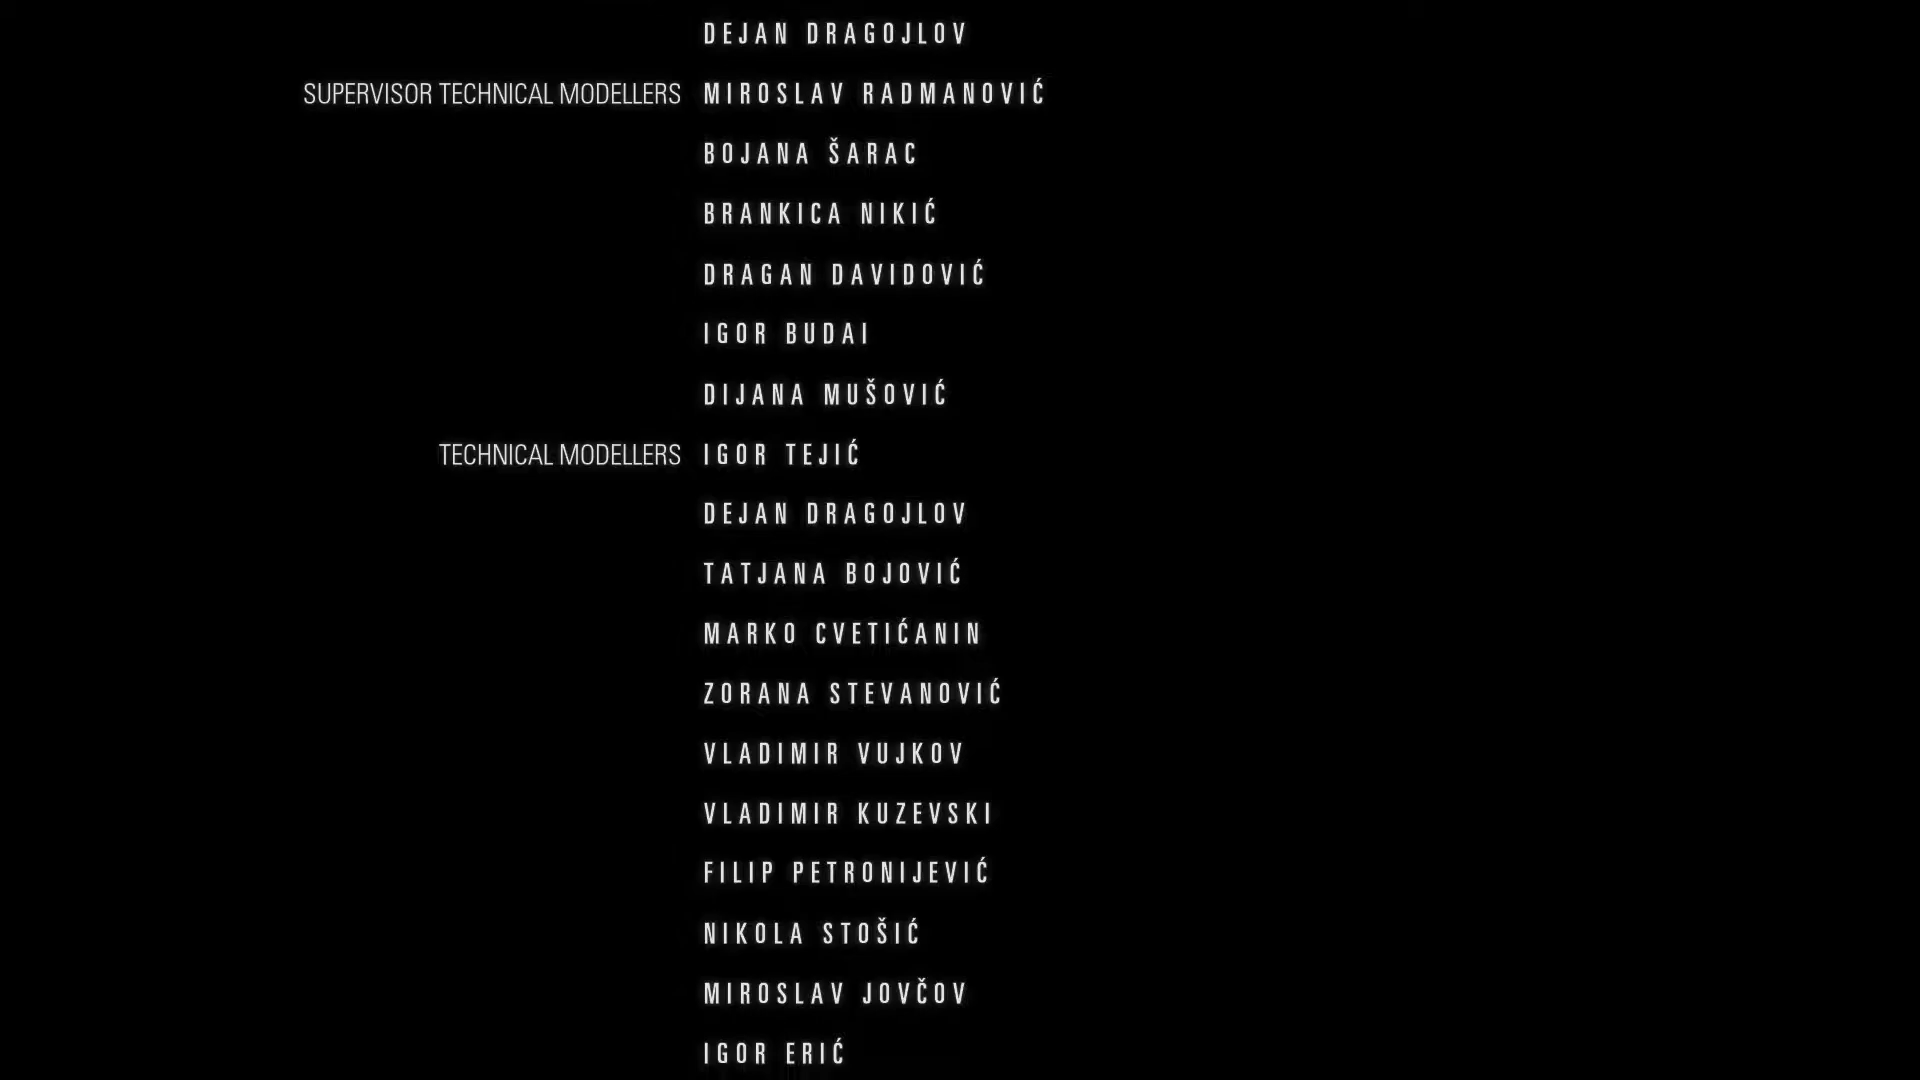 DEJAN DRAGOJLOV
SUPERVISOR TECHNICAL MODELLERS MIROSLAV RADMANOVIĆ
BOJANA ŠARAC
BRANKICA NIKIĆ
DRAGAN DAVIDOVIĆ
IGOR BUDAI
DIJANA MUŠOVIĆ
TECHNICAL MODELLERS IGOR TEJIĆ
DEJAN DRAGOJLOV
TATJANA BOJOVIĆ
MARKO CVETIĆANIN
ZORANA STEVANOVIĆ
VLADIMIR VUJKOV
VLADIMIR KUZEVSKI
FILIP PETRONIJEVIĆ
NIKOLA STOŠIĆ
MIROSLAV JOVČOV
IGOR ERIĆ